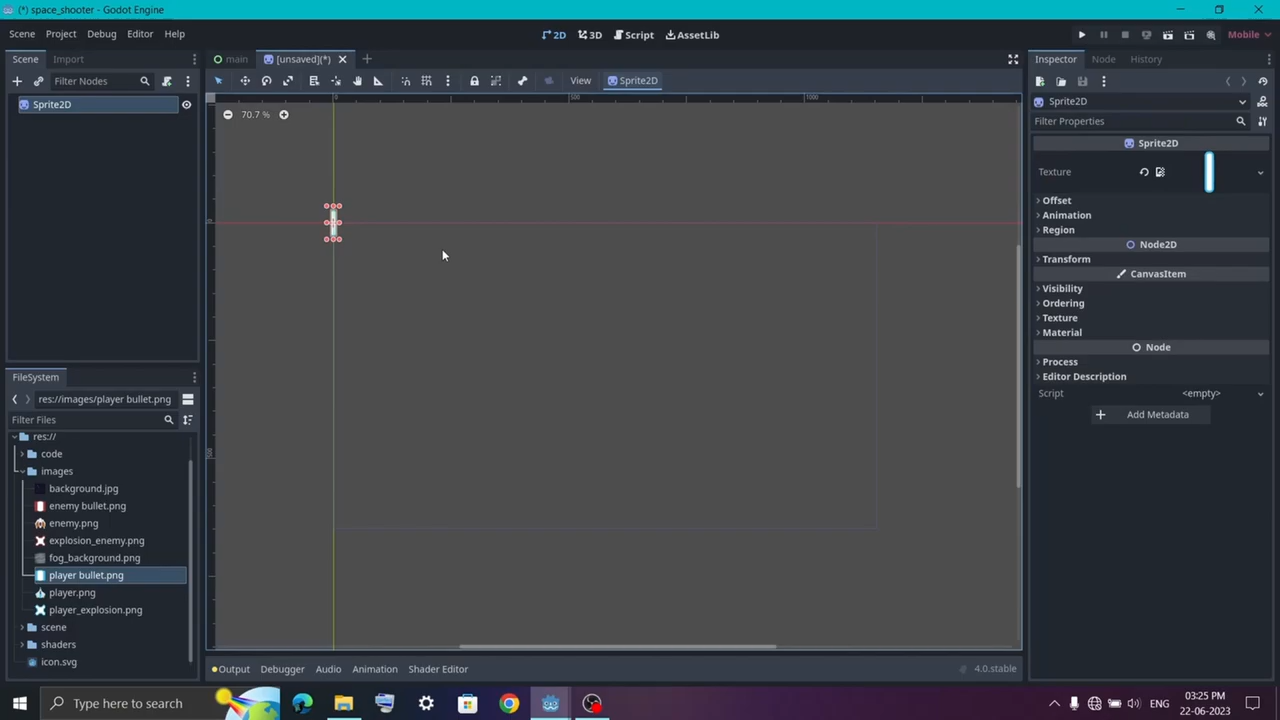 (*) space_shooter - Godot Engine
Scene Project Debug Editor Help
2D 3D Script AssetLib
Mobile
Scene Import
Filter Nodes
Sprite2D
main [unsaved](*)
View Sprite2D
0 500 1000
70.7 %
0
500
Inspector Node History
Sprite2D
Filter Properties
Sprite2D
Texture
Offset
Animation
Region
Node2D
Transform
CanvasItem
Visibility
Ordering
Texture
Material
Node
Process
Editor Description
Script <empty>
Add Metadata
FileSystem
res://images/player bullet.png
Filter Files
res://
code
images
background.jpg
enemy bullet.png
enemy.png
explosion_enemy.png
fog_background.png
player bullet.png
player.png
player_explosion.png
scene
shaders
icon.svg
Output Debugger Audio Animation Shader Editor
4.0.stable
Type here to search
ENG
03:25 PM
22-06-2023